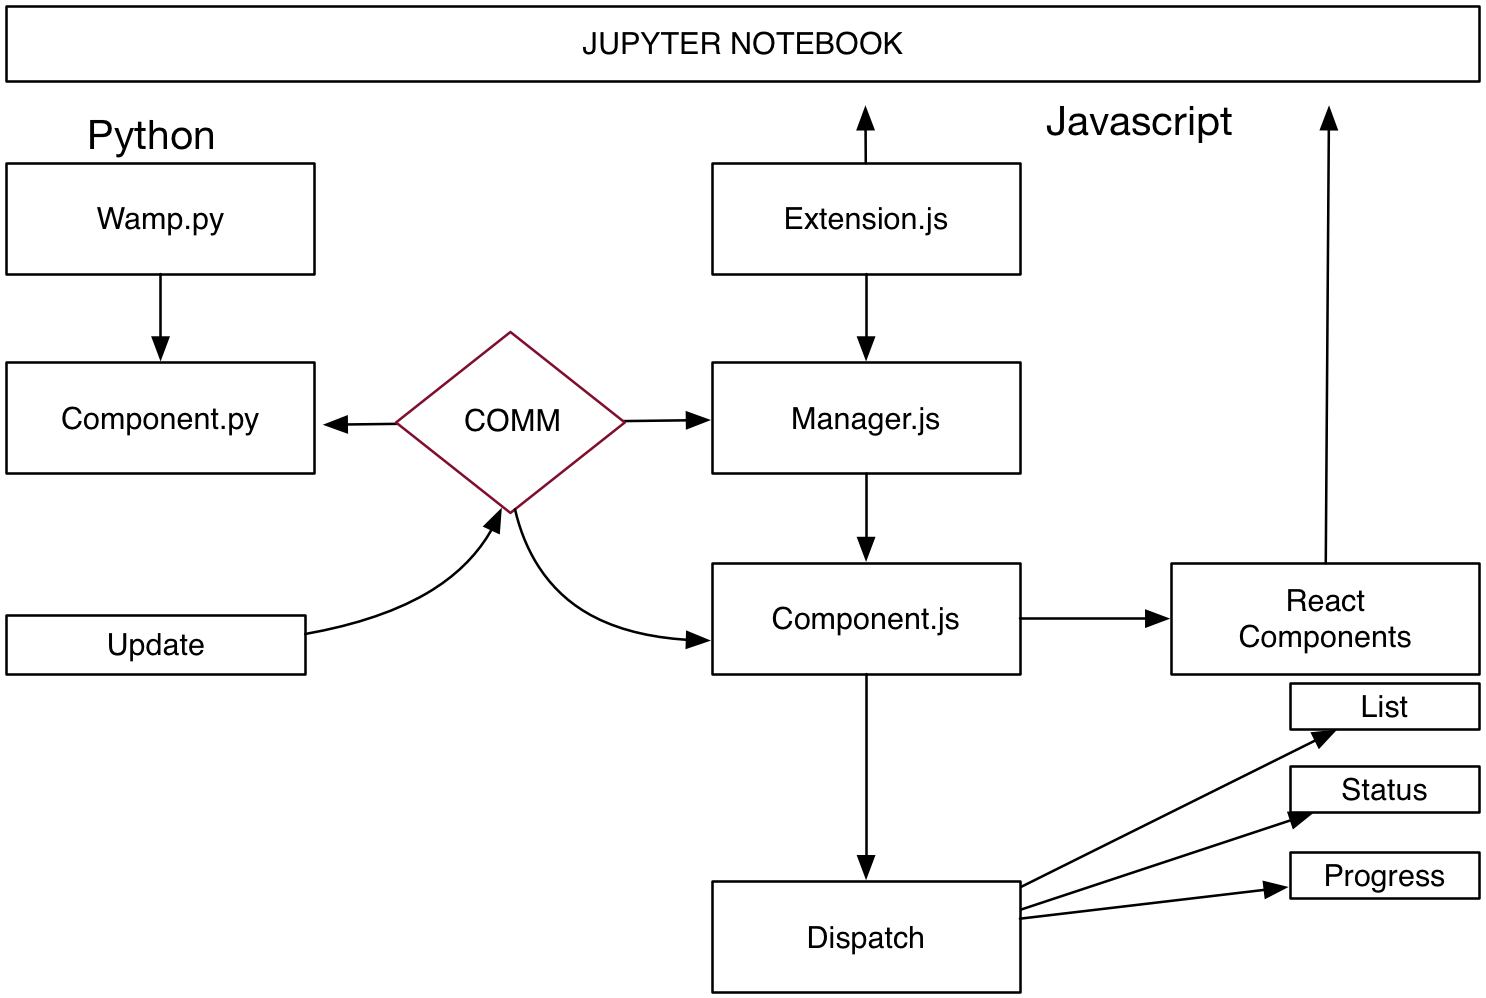 JUPYTER NOTEBOOK
Python
Javascript
Wamp.py
Extension.js
Component.py
COMM
Manager.js
Update
Component.js
React
Components
List
Status
Progress
Dispatch